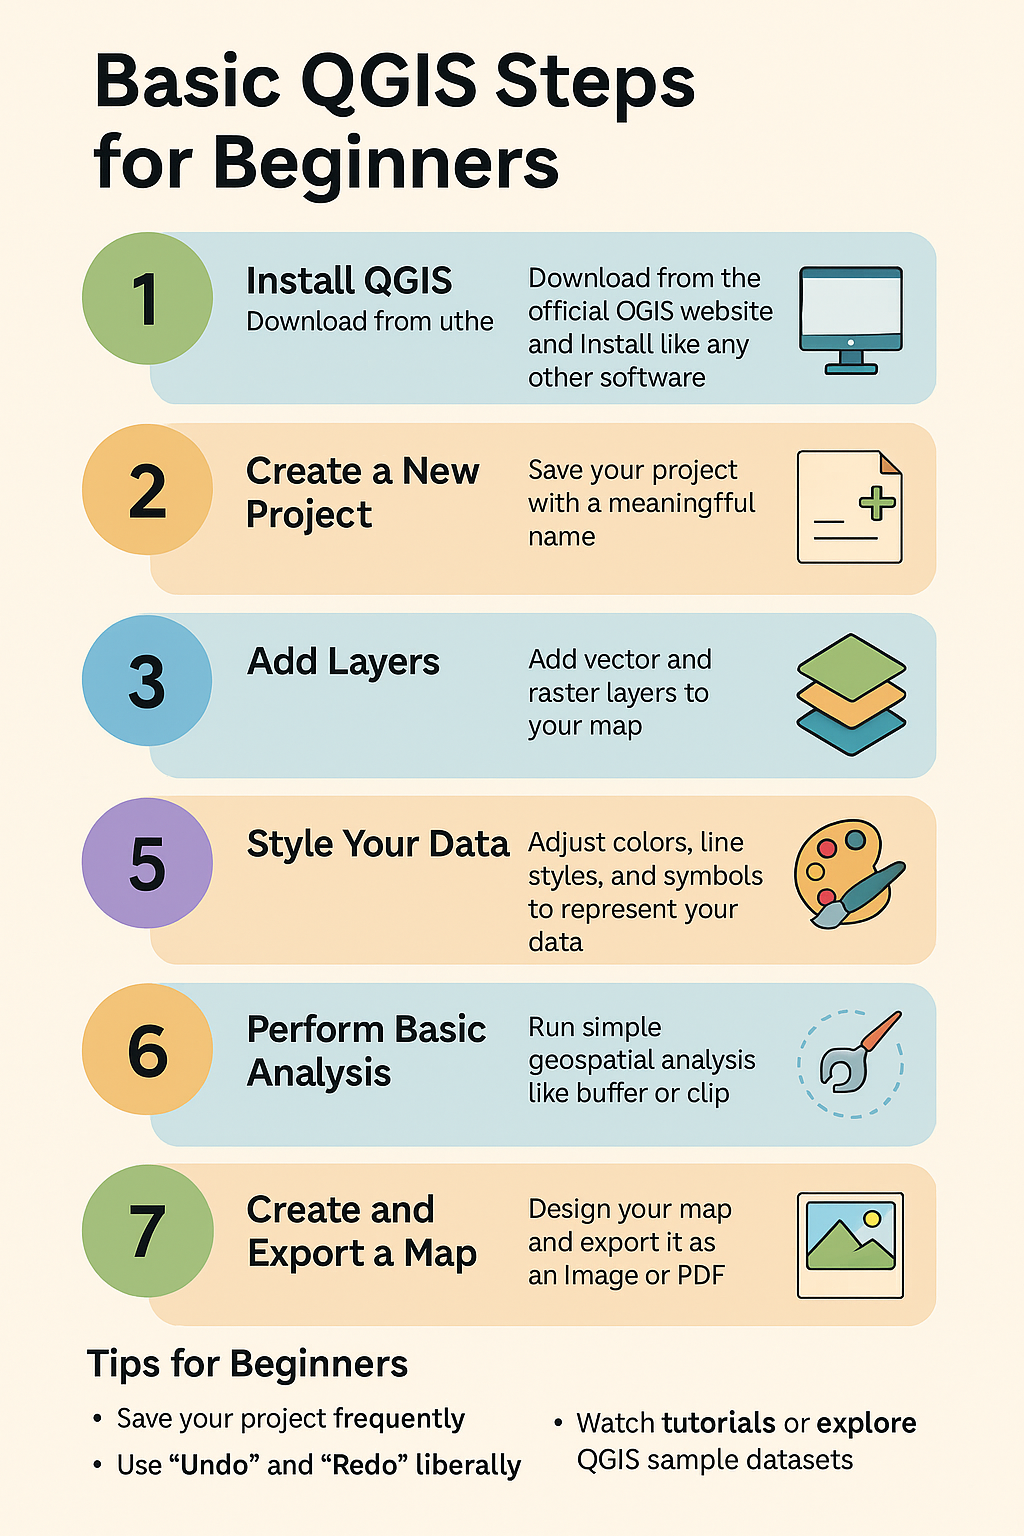 Basic QGIS Steps
for Beginners
1
Install QGIS
Download from uthe
Download from the
official OGIS website
and Install like any
other software
2
Create a New
Project
Save your project
with a meaningfful
name
3
Add Layers
Add vector and
raster layers to
your map
5
Style Your Data
Adjust colors, line
styles, and symbols
to represent your
data
6
Perform Basic
Analysis
Run simple
geospatial analysis
like buffer or clip
7
Create and
Export a Map
Design your map
and export it as
an Image or PDF
Tips for Beginners
• Save your project frequently
• Use “Undo” and “Redo” liberally
• Watch tutorials or explore
QGIS sample datasets